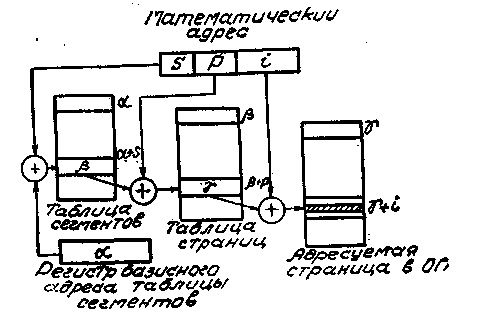 Математический
адрес
S P i
α β γ
α+S β+P
β γ γ+i
Таблица
сегментов
Таблица
страниц
Адресуемая
страница в ОП
α
Регистр базисного
адреса таблицы
сегментов